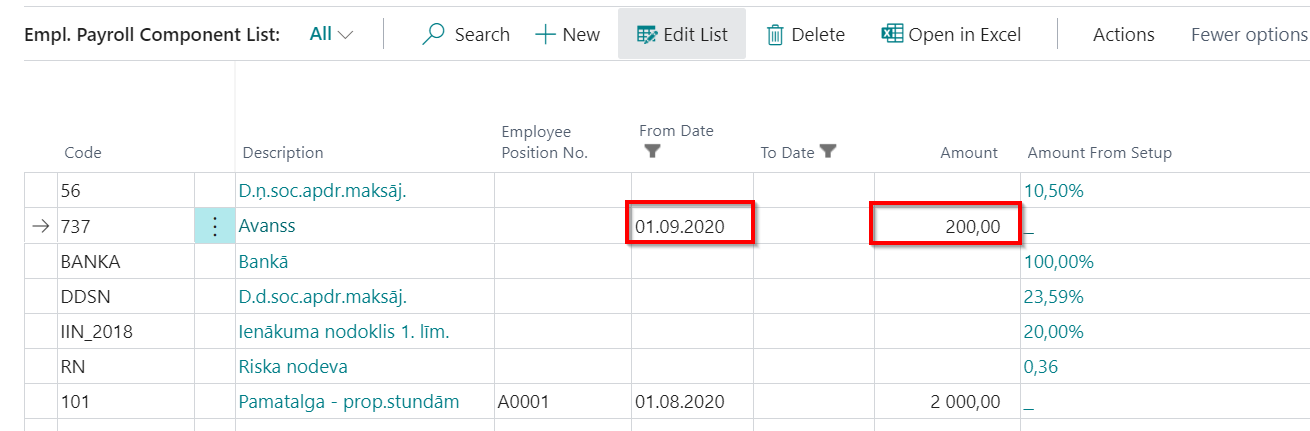 Empl. Payroll Component List: All Search New Edit List Delete Open in Excel Actions Fewer options
Code Description Employee Position No. From Date To Date Amount Amount From Setup
56 D.ņ.soc.apdr.maksāj. 10,50%
737 Avanss 01.09.2020 200,00 _
BANKA Bankā 100,00%
DDSN D.d.soc.apdr.maksāj. 23,59%
IIN_2018 Ienākuma nodoklis 1. līm. 20,00%
RN Riska nodeva 0,36
101 Pamatalga - prop.stundām A0001 01.08.2020 2 000,00 _